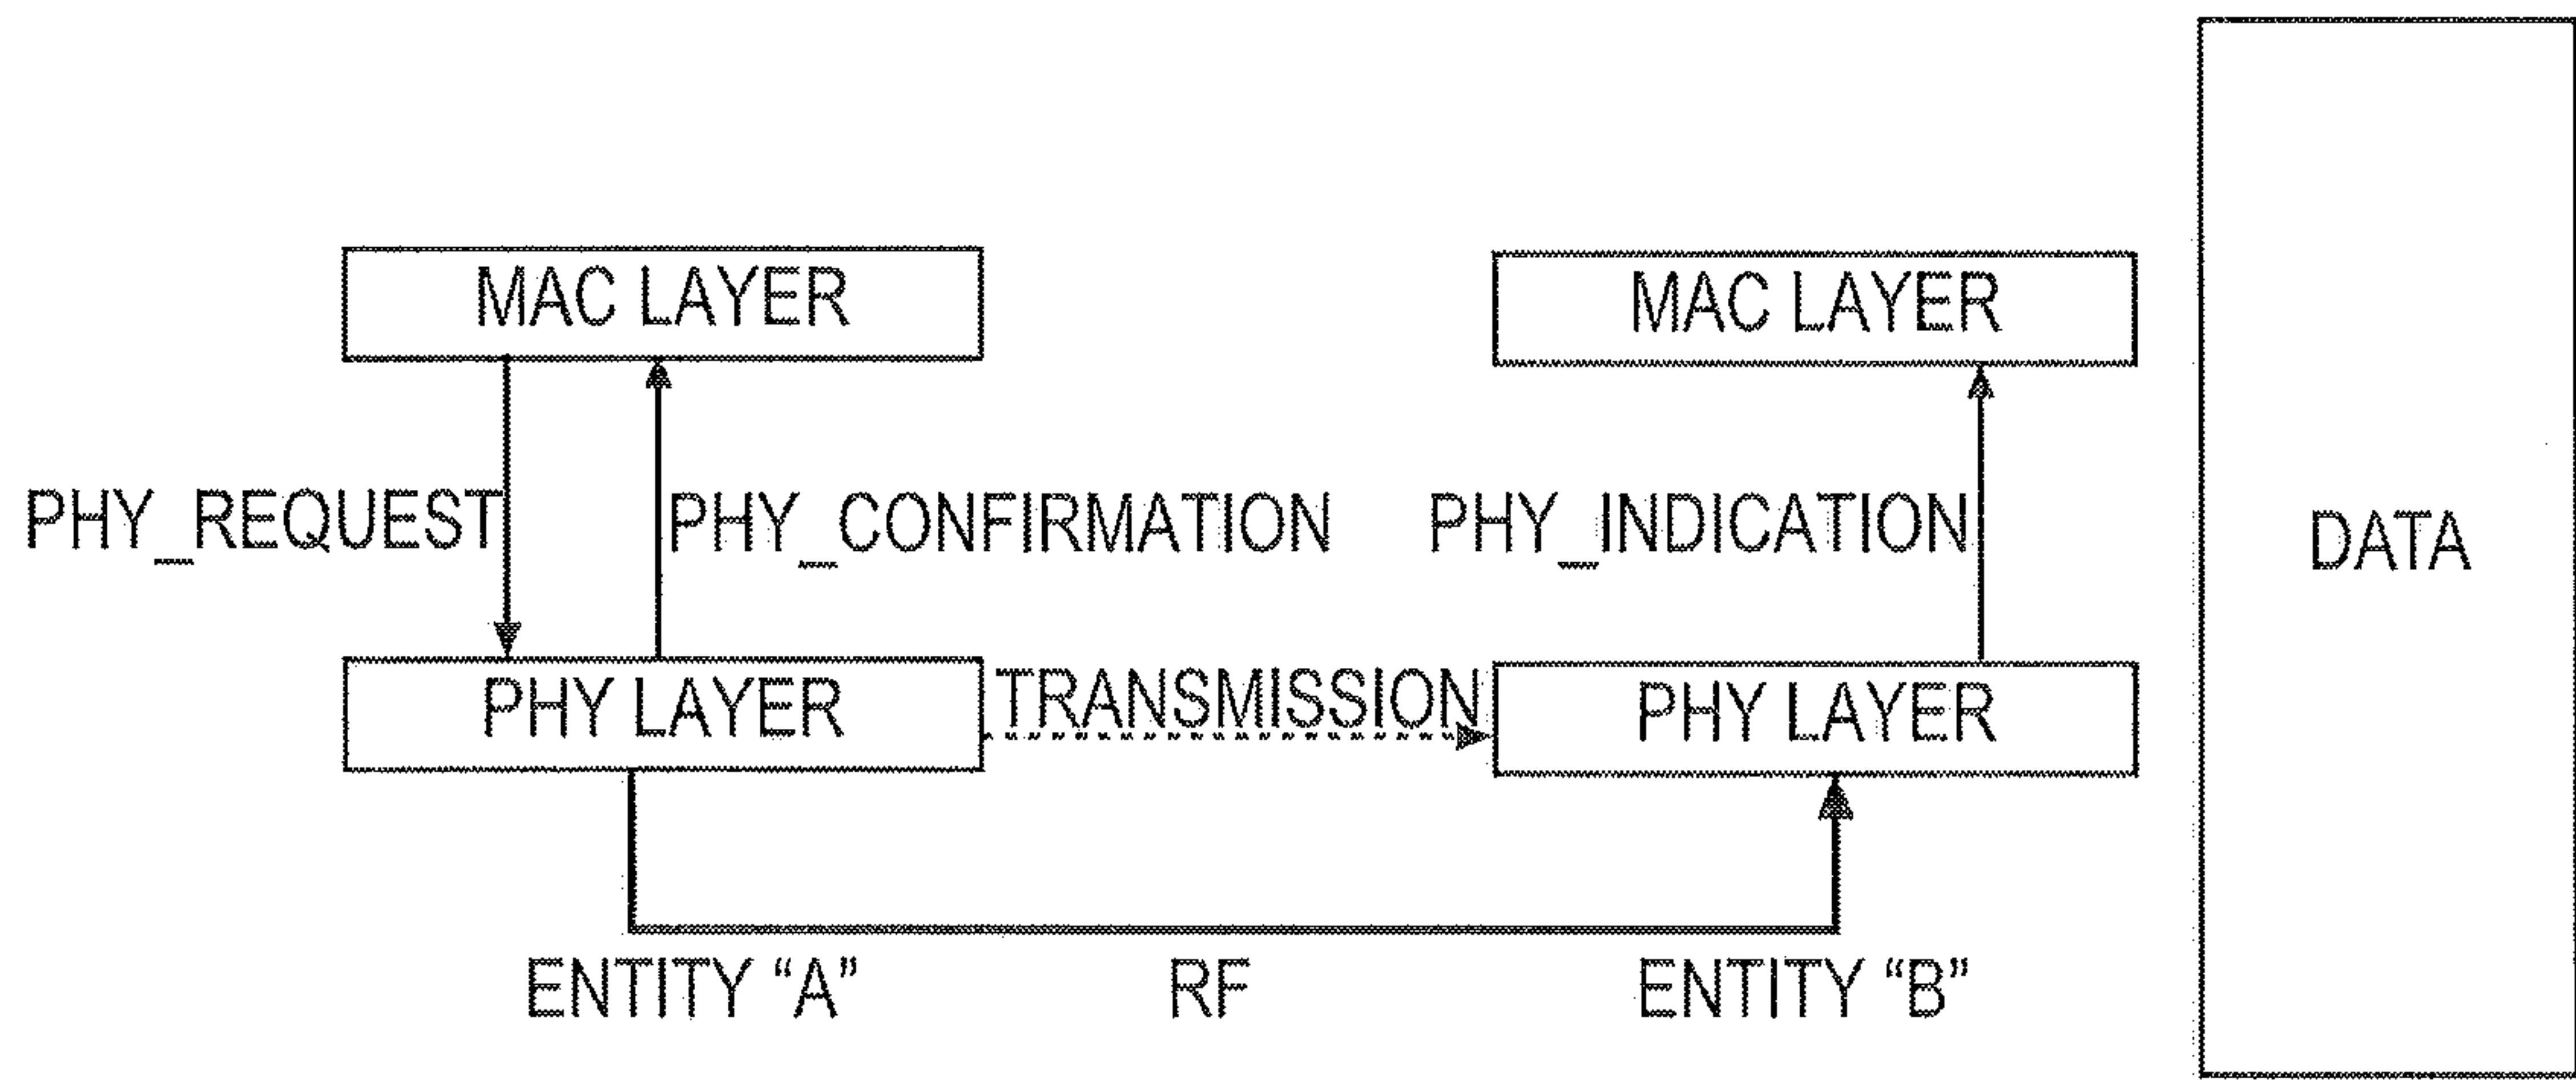 MAC LAYER
MAC LAYER
PHY_REQUEST
PHY_CONFIRMATION
PHY_INDICATION
DATA
PHY LAYER
TRANSMISSION
PHY LAYER
ENTITY “A”
RF
ENTITY “B”